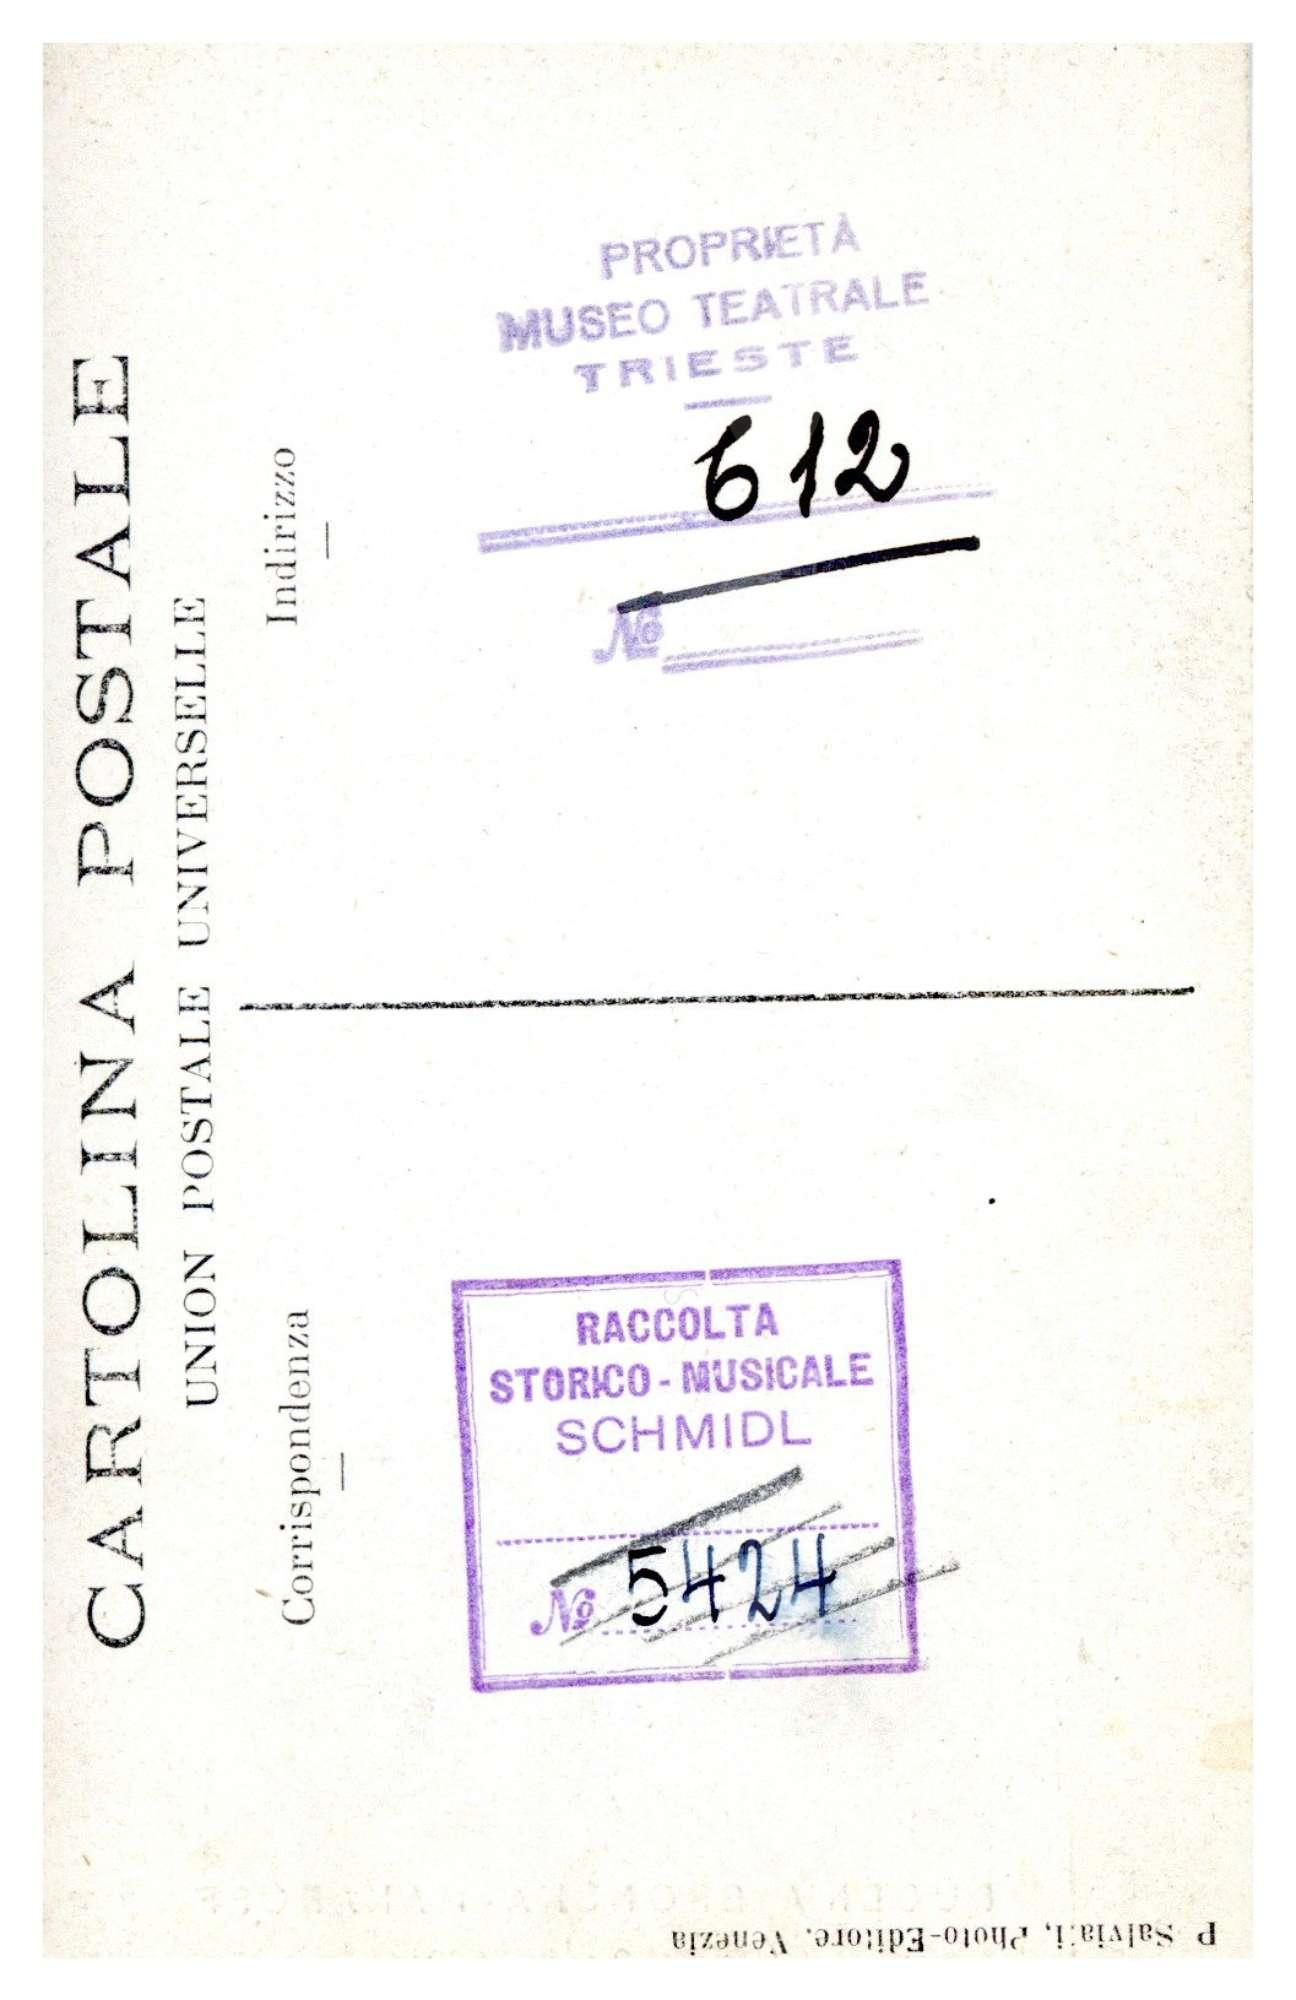 CARTOLINA POSTALE
UNION POSTALE UNIVERSELLE
Corrispondenza
Indirizzo
PROPRIETÀ
MUSEO TEATRALE
TRIESTE
612
No
RACCOLTA
STORICO-MUSICALE
SCHMIDL
No 5424
P. Salviati, Photo-Editore, Venezia